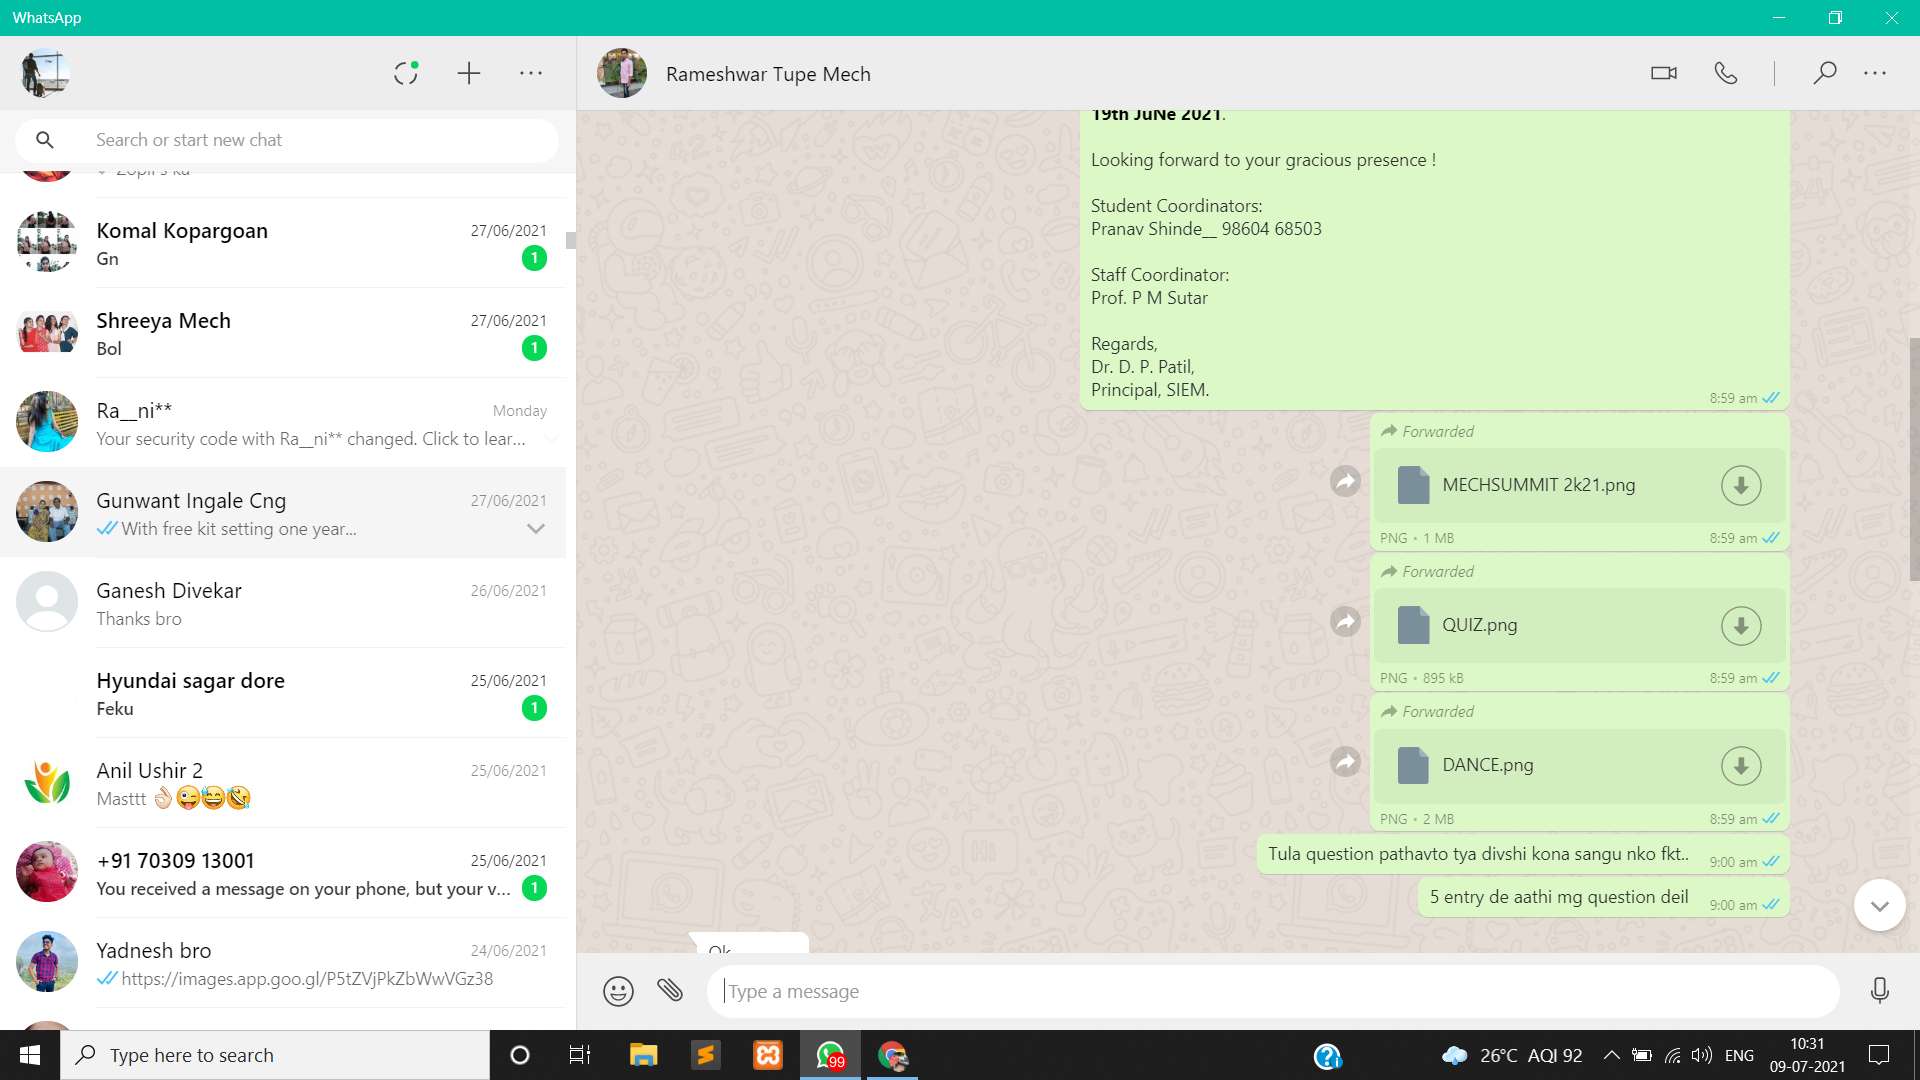 WhatsApp
Search or start new chat
Komal Kopargoan
27/06/2021
Gn
1
Shreeya Mech
27/06/2021
Bol
1
Ra__ni**
Monday
Your security code with Ra__ni** changed. Click to lear...
Gunwant Ingale Cng
27/06/2021
With free kit setting one year...
Ganesh Divekar
26/06/2021
Thanks bro
Hyundai sagar dore
25/06/2021
Feku
1
Anil Ushir 2
25/06/2021
Masttt 👌🏻😜😅🤣
+91 70309 13001
25/06/2021
You received a message on your phone, but your v...
1
Yadnesh bro
24/06/2021
https://images.app.goo.gl/P5tZVjPkZbWwVGz38
Rameshwar Tupe Mech
19th JuNe 2021.
Looking forward to your gracious presence !
Student Coordinators:
Pranav Shinde__ 98604 68503
Staff Coordinator:
Prof. P M Sutar
Regards,
Dr. D. P. Patil,
Principal, SIEM.
8:59 am
Forwarded
MECHSUMMIT 2k21.png
PNG • 1 MB
8:59 am
Forwarded
QUIZ.png
PNG • 895 kB
8:59 am
Forwarded
DANCE.png
PNG • 2 MB
8:59 am
Tula question pathavto tya divshi kona sangu nko fkt..
9:00 am
5 entry de aathi mg question deil
9:00 am
Ok
Type a message
Type here to search
99
26°C AQI 92
ENG
10:31
09-07-2021